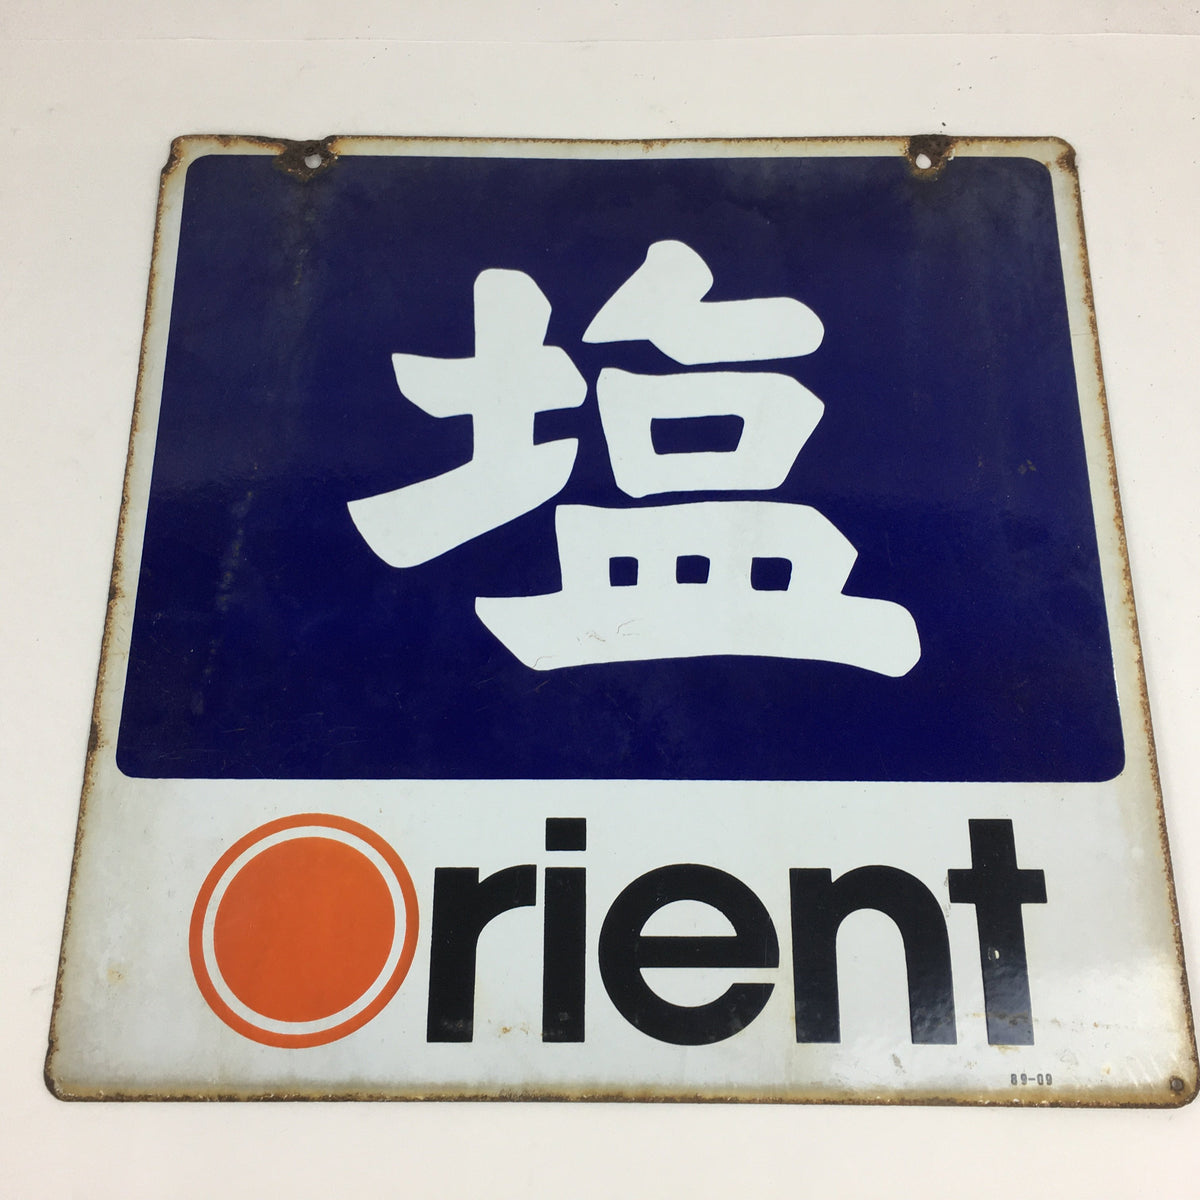 塩
Orient
89-09